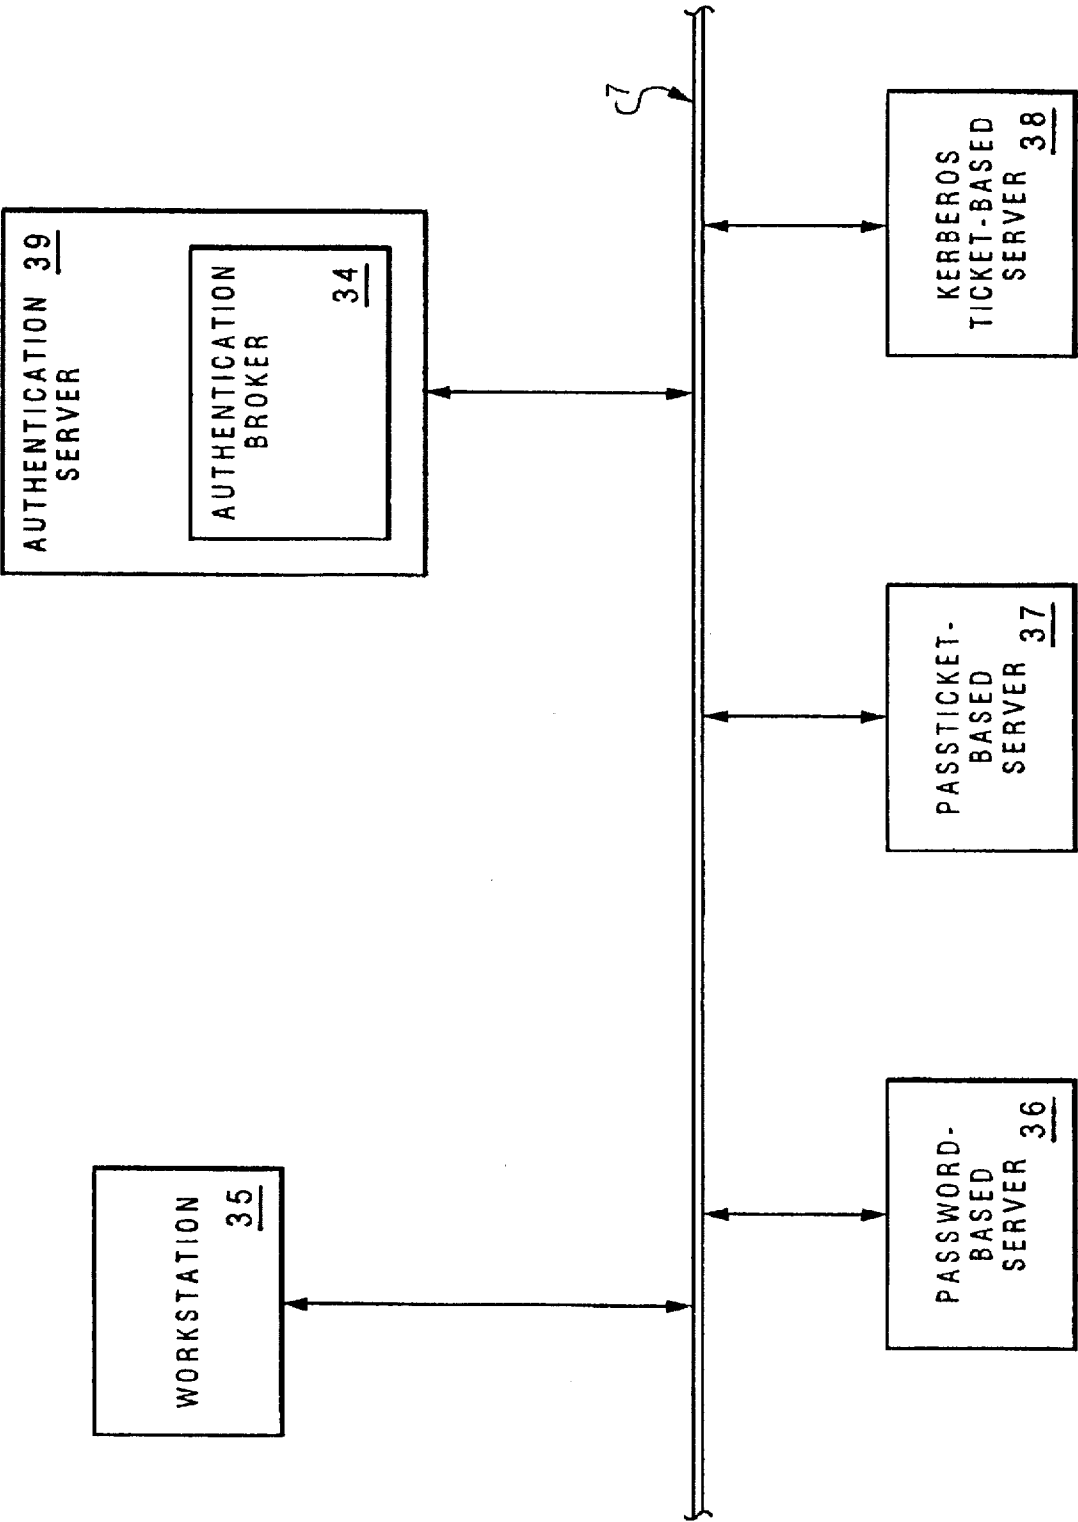 AUTHENTICATION
SERVER
39
AUTHENTICATION
BROKER
34
WORKSTATION
35
7
PASSWORD-
BASED
SERVER
36
PASSTICKET-
BASED
SERVER
37
KERBEROS
TICKET-BASED
SERVER
38